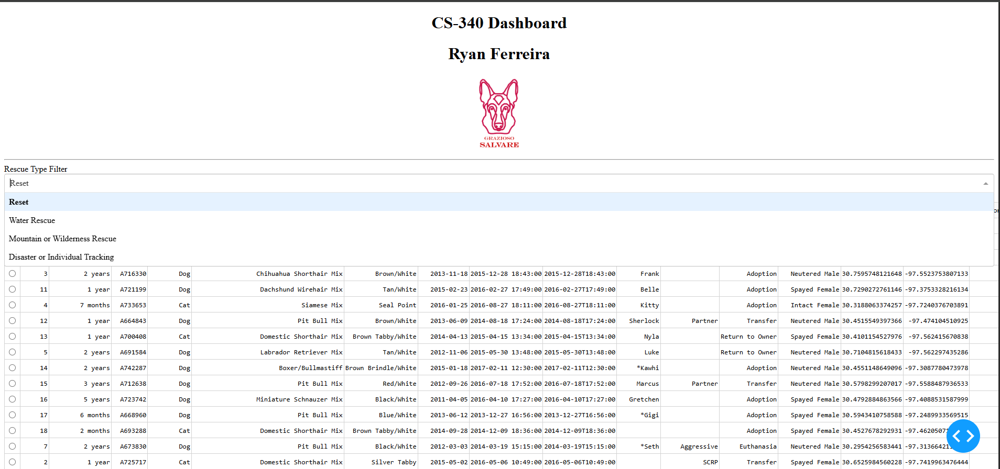 CS-340 Dashboard
Ryan Ferreira
GRAZIOSO
SALVARE
Rescue Type Filter
Reset
Reset
Water Rescue
Mountain or Wilderness Rescue
Disaster or Individual Tracking
3 2 years A716330 Dog Chihuahua Shorthair Mix Brown/White 2013-11-18 2015-12-28 18:43:00 2015-12-28T18:43:00 Frank Adoption Neutered Male 30.7595748121648 -97.5523753807133
11 1 year A721199 Dog Dachshund Wirehair Mix Tan/White 2015-02-23 2016-02-27 17:49:00 2016-02-27T17:49:00 Belle Adoption Spayed Female 30.7290272761146 -97.3753328216134
4 7 months A733653 Cat Siamese Mix Seal Point 2016-01-25 2016-08-27 18:11:00 2016-08-27T18:11:00 Kitty Adoption Intact Female 30.3188063374257 -97.7240376703891
12 1 year A664843 Dog Pit Bull Mix Brown/White 2013-06-09 2014-08-18 17:24:00 2014-08-18T17:24:00 Sherlock Partner Transfer Neutered Male 30.4515549397366 -97.474104510925
13 1 year A700408 Cat Domestic Shorthair Mix Brown Tabby/White 2014-04-13 2015-04-15 13:34:00 2015-04-15T13:34:00 Nyla Return to Owner Spayed Female 30.4101154527976 -97.562415670838
5 2 years A691584 Dog Labrador Retriever Mix Tan/White 2012-11-06 2015-05-30 13:48:00 2015-05-30T13:48:00 Luke Return to Owner Neutered Male 30.7104815618433 -97.562297435286
14 2 years A742287 Dog Boxer/Bullmastiff Brown Brindle/White 2015-01-18 2017-02-11 12:30:00 2017-02-11T12:30:00 *Kawhi Adoption Neutered Male 30.4551148649096 -97.3087780473978
15 3 years A712638 Dog Pit Bull Mix Red/White 2012-09-26 2016-07-18 17:52:00 2016-07-18T17:52:00 Marcus Partner Transfer Neutered Male 30.5798299207017 -97.5588487936533
16 5 years A723742 Dog Miniature Schnauzer Mix Black/White 2011-04-05 2016-04-10 17:27:00 2016-04-10T17:27:00 Gretchen Adoption Spayed Female 30.4792884863566 -97.4088531587999
17 6 months A668960 Dog Pit Bull Mix Blue/White 2013-06-12 2013-12-27 16:56:00 2013-12-27T16:56:00 *Gigi Adoption Spayed Female 30.5943410758588 -97.2489933569515
18 2 months A693288 Cat Domestic Shorthair Mix Brown Tabby/White 2014-09-28 2014-12-09 18:36:00 2014-12-09T18:36:00 Adoption Spayed Female 30.4527678292931
7 2 years A673830 Dog Pit Bull Mix Black/White 2012-03-03 2014-03-19 15:15:00 2014-03-19T15:15:00 *Seth Aggressive Euthanasia Neutered Male 30.2954256583441
2 1 year A725717 Cat Domestic Shorthair Mix Silver Tabby 2015-05-02 2016-05-06 10:49:00 2016-05-06T10:49:00 SCRP Transfer Spayed Female 30.6525984560228 -97.7419963476444